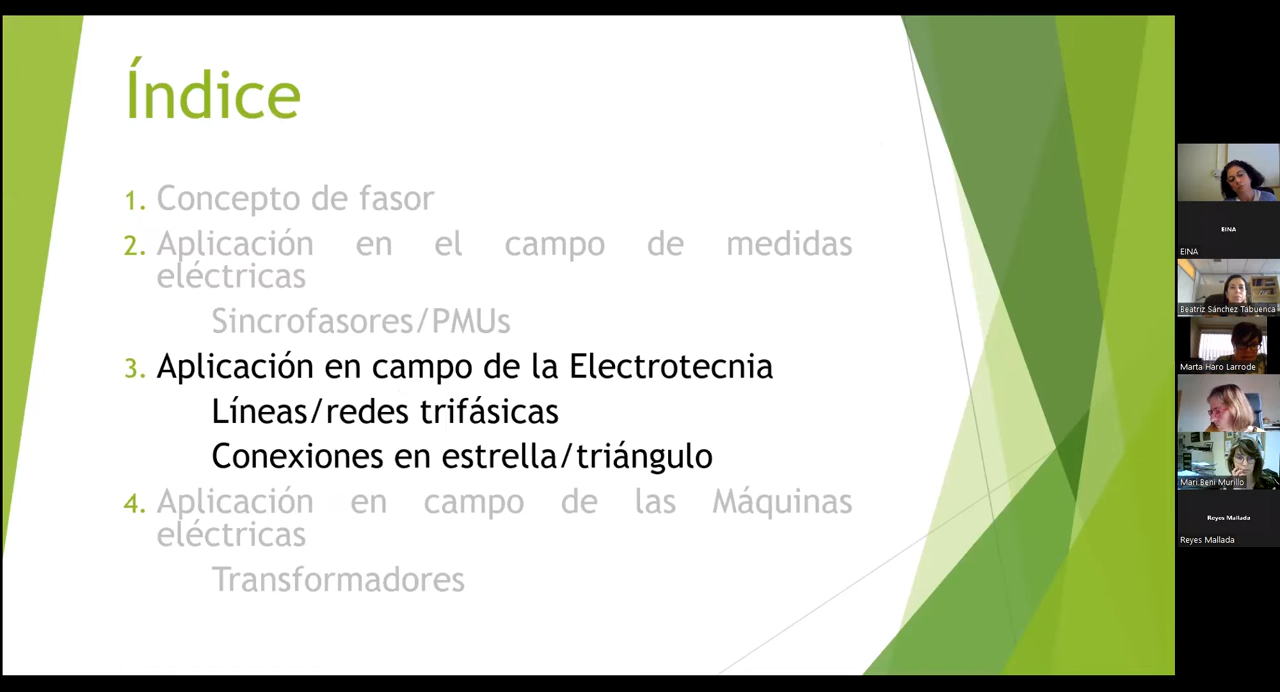 Índice
1. Concepto de fasor
2. Aplicación en el campo de medidas
eléctricas
Sincrofasores/PMUs
3. Aplicación en campo de la Electrotecnia
Líneas/redes trifásicas
Conexiones en estrella/triángulo
4. Aplicación en campo de las Máquinas
eléctricas
Transformadores
EINA
EINA
Beatriz Sánchez Tabuenca
Marta Haro Larrode
Mari.Beni Murillo
Reyes Mallada
Reyes Mallada